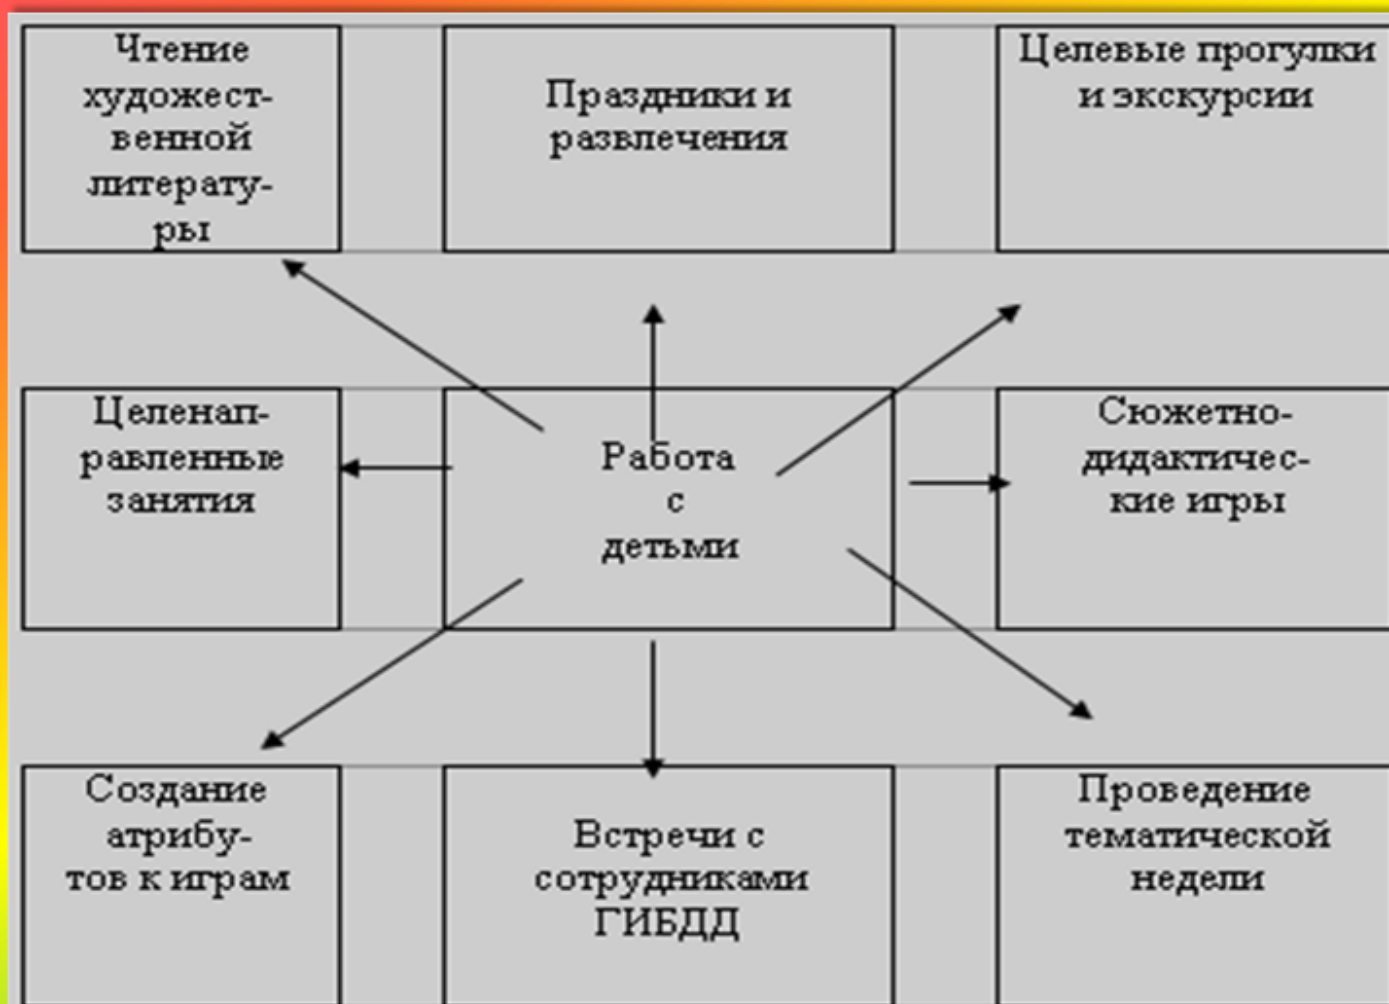 Чтение
художест-
венной
литерату-
ры
Праздники и
развлечения
Целевые прогулки
и экскурсии
Целенап-
равленные
занятия
Работа
с
детьми
Сюжетно-
дидактичес-
кие игры
Создание
атрибу-
тов к играм
Встречи с
сотрудниками
ГИБДД
Проведение
тематической
недели